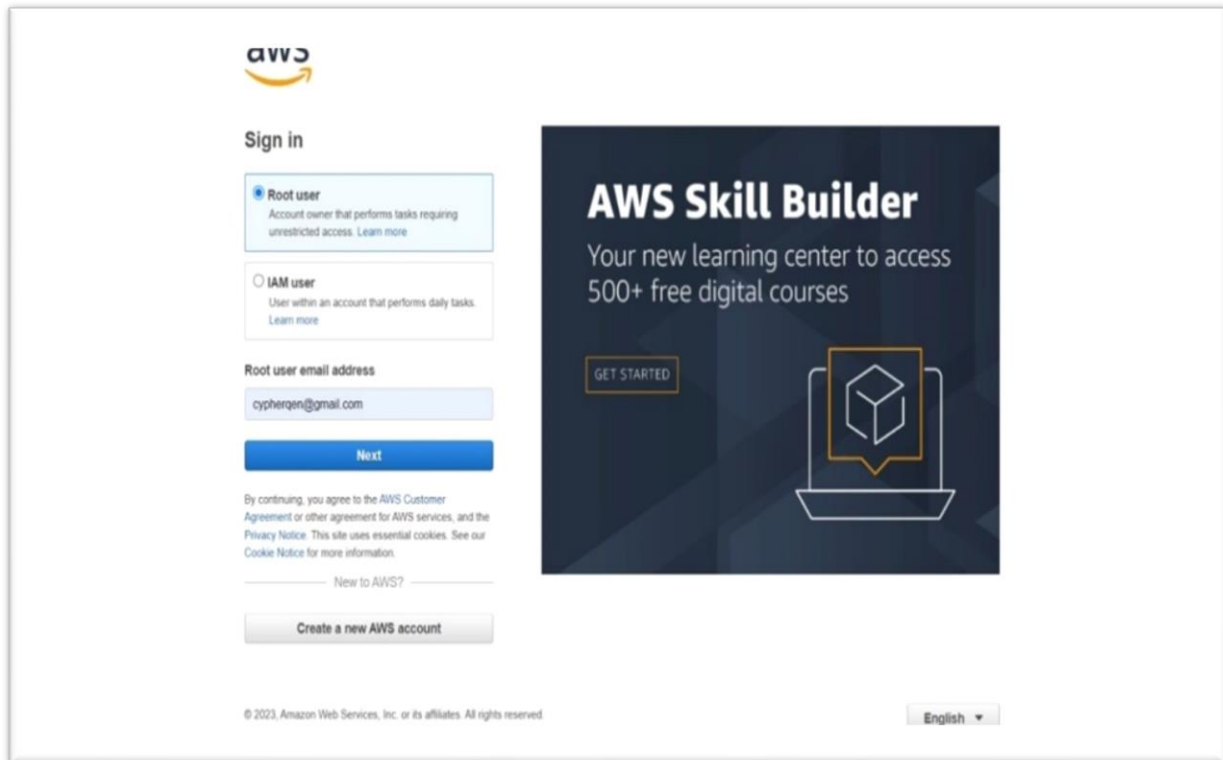 aws
Sign in
Root user
Account owner that performs tasks requiring
unrestricted access. Learn more
IAM user
User within an account that performs daily tasks.
Learn more
Root user email address
cypherqen@gmail.com
Next
By continuing, you agree to the AWS Customer
Agreement or other agreement for AWS services, and the
Privacy Notice. This site uses essential cookies. See our
Cookie Notice for more information.
New to AWS?
Create a new AWS account
AWS Skill Builder
Your new learning center to access
500+ free digital courses
GET STARTED
© 2023, Amazon Web Services, Inc. or its affiliates. All rights reserved
English